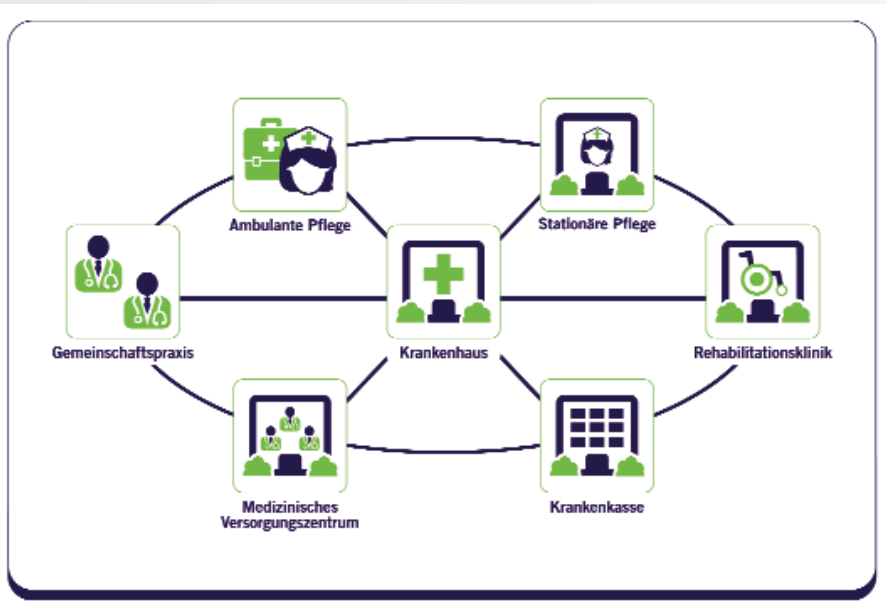 Ambulante Pflege
Stationäre Pflege
Gemeinschaftspraxis
Krankenhaus
Rehabilitationsklinik
Medizinisches
Versorgungszentrum
Krankenkasse